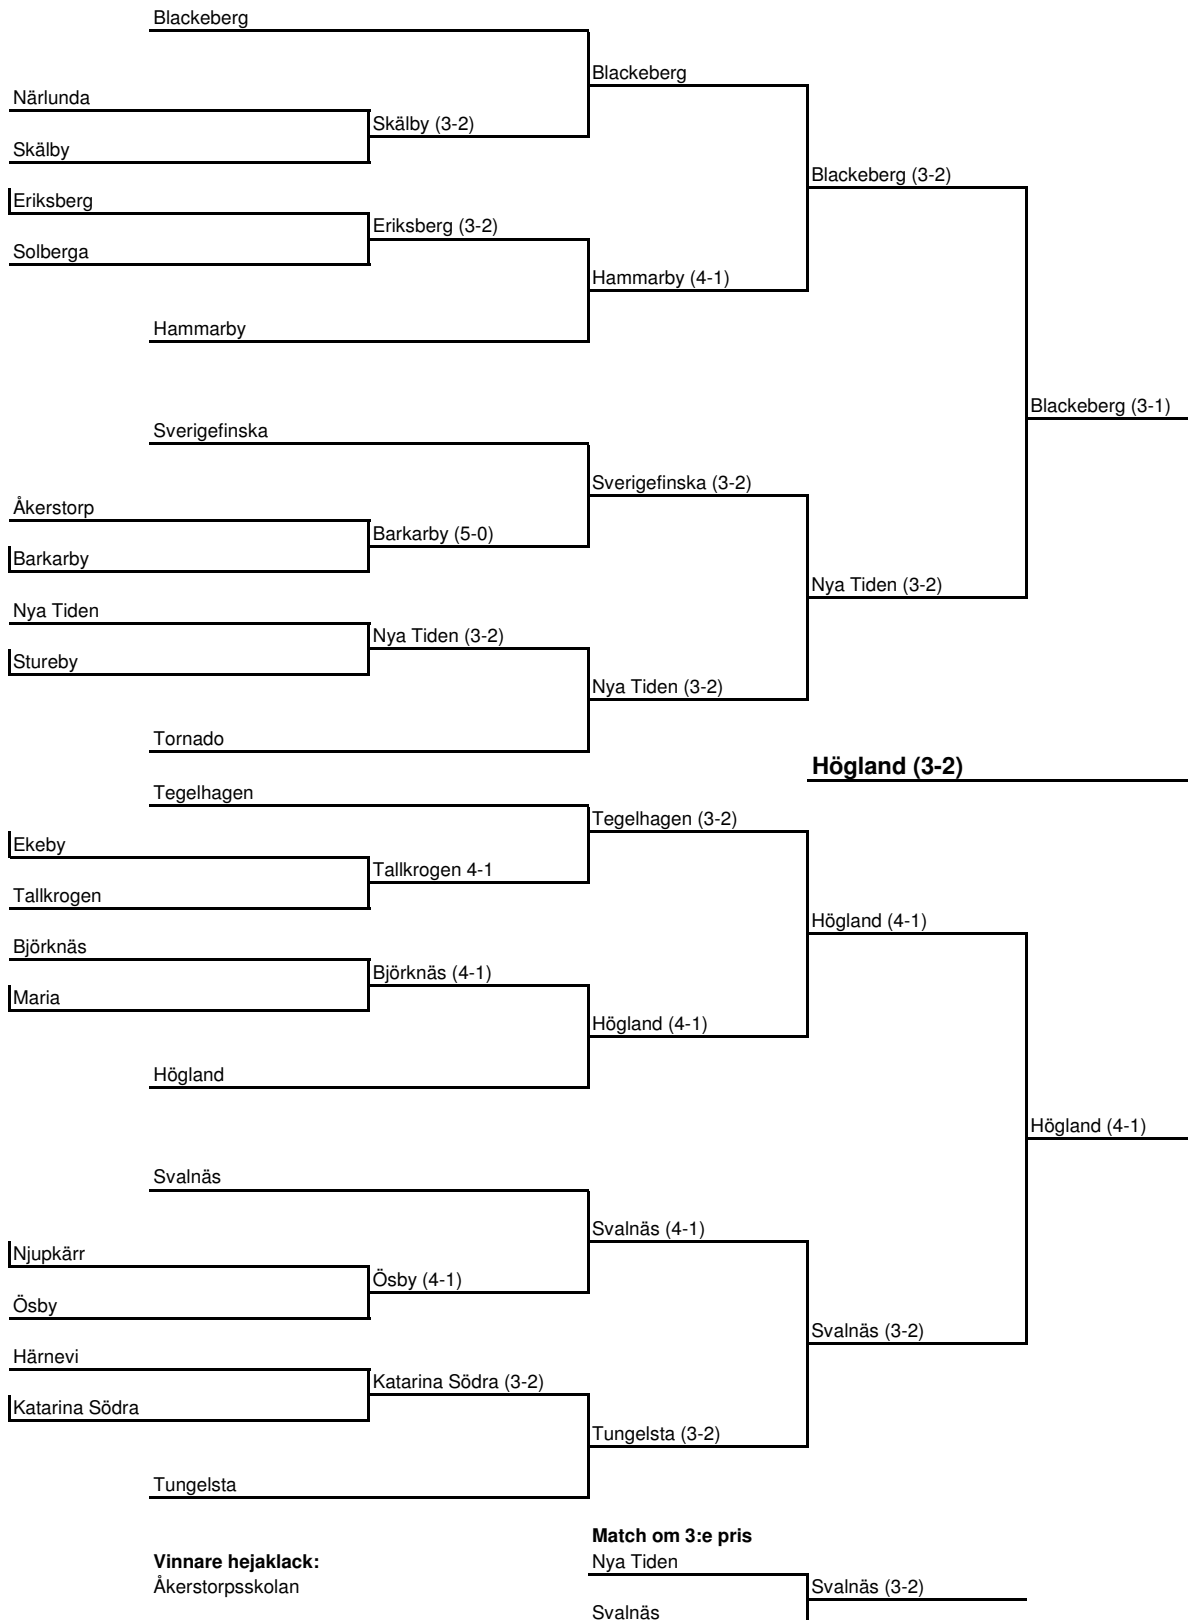 Blackeberg
Blackeberg
Närlunda
Skälby (3-2)
Skälby
Blackeberg (3-2)
Eriksberg
Eriksberg (3-2)
Solberga
Hammarby (4-1)
Hammarby
Blackeberg (3-1)
Sverigefinska
Sverigefinska (3-2)
Åkerstorp
Barkarby (5-0)
Barkarby
Nya Tiden (3-2)
Nya Tiden
Nya Tiden (3-2)
Stureby
Nya Tiden (3-2)
Tornado
Högland (3-2)
Tegelhagen
Tegelhagen (3-2)
Ekeby
Tallkrogen 4-1
Tallkrogen
Högland (4-1)
Björknäs
Björknäs (4-1)
Maria
Högland (4-1)
Högland
Högland (4-1)
Svalnäs
Svalnäs (4-1)
Njupkärr
Ösby (4-1)
Ösby
Svalnäs (3-2)
Härnevi
Katarina Södra (3-2)
Katarina Södra
Tungelsta (3-2)
Tungelsta
Match om 3:e pris
Vinnare hejaklack:
Nya Tiden
Åkerstorpsskolan
Svalnäs (3-2)
Svalnäs